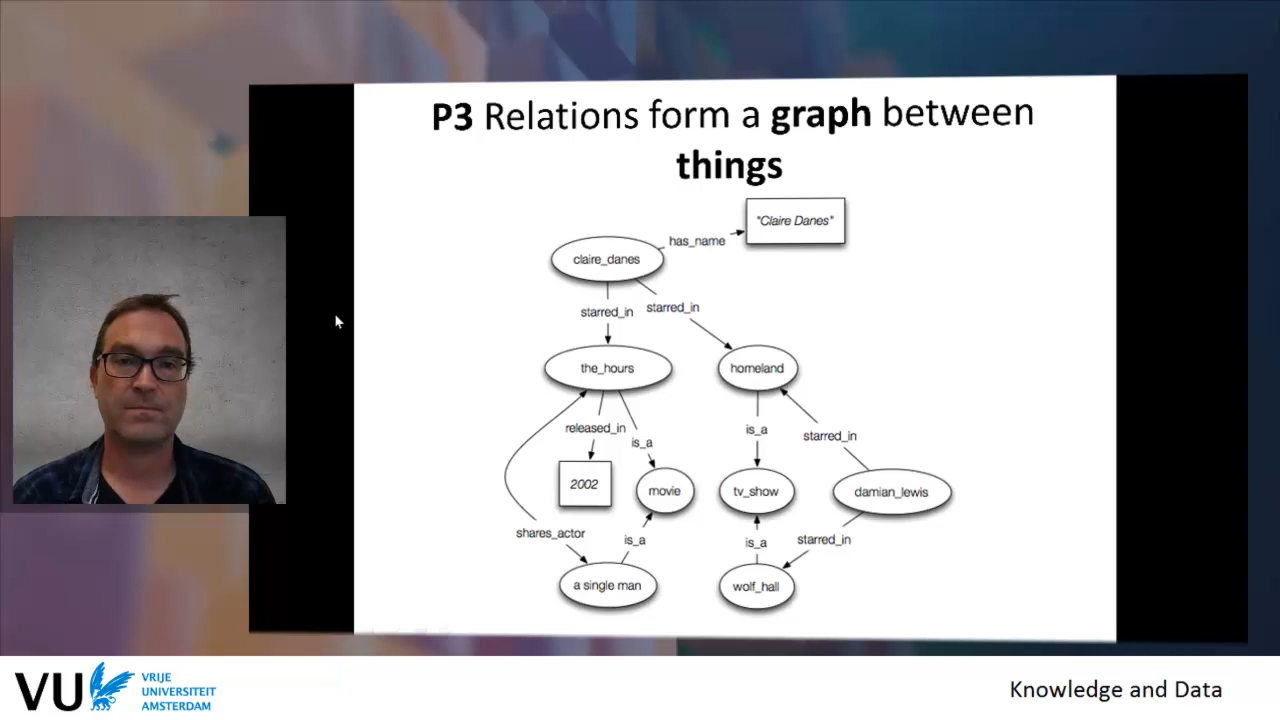 P3 Relations form a graph between
things
"Claire Danes"
has_name
claire_danes
starred_in
starred_in
the_hours
homeland
released_in
is_a
is_a
starred_in
2002
movie
tv_show
damian_lewis
shares_actor
is_a
is_a
starred_in
a single man
wolf_hall
VU
VRIJE
UNIVERSITEIT
AMSTERDAM
Knowledge and Data